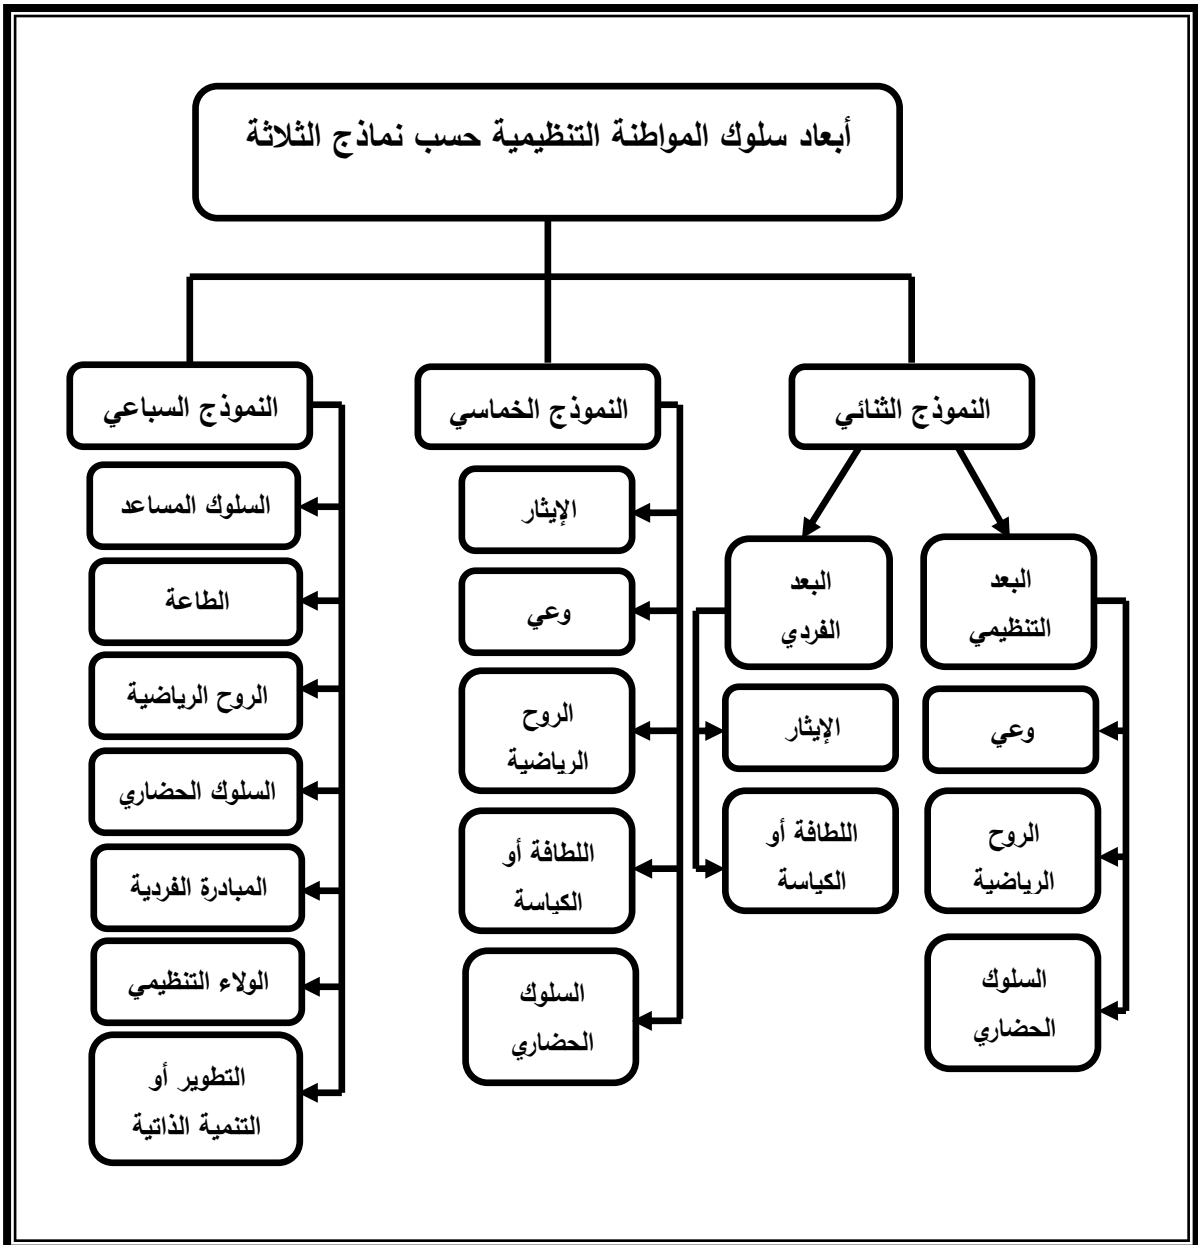 أبعاد سلوك المواطنة التنظيمية حسب نماذج الثلاثة
النموذج الثنائي
البعد
التنظيمي
وعي
الروح
الرياضية
السلوك
الحضاري
البعد
الفردي
الإيثار
اللطافة أو
الكياسة
النموذج الخماسي
الإيثار
وعي
الروح
الرياضية
اللطافة أو
الكياسة
السلوك
الحضاري
النموذج السباعي
السلوك المساعد
الطاعة
الروح الرياضية
السلوك الحضاري
المبادرة الفردية
الولاء التنظيمي
التطوير أو
التنمية الذاتية